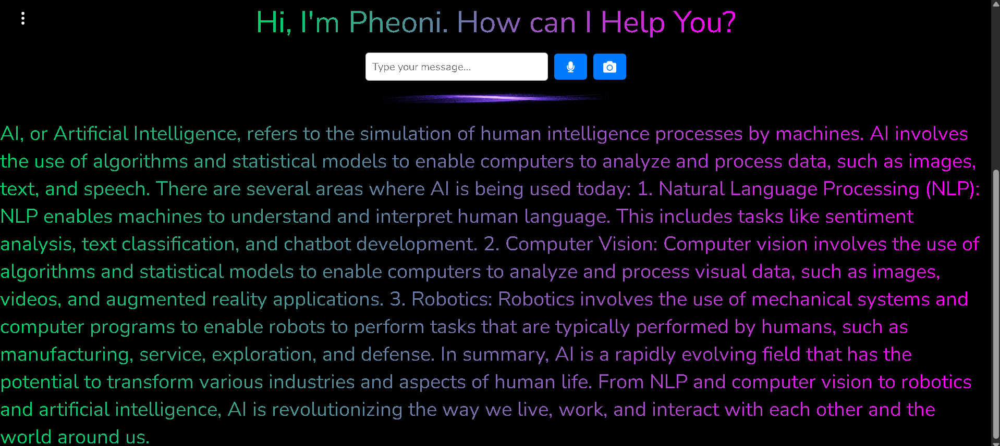 Hi, I'm Pheoni. How can I Help You?
Type your message...
AI, or Artificial Intelligence, refers to the simulation of human intelligence processes by machines. AI involves
the use of algorithms and statistical models to enable computers to analyze and process data, such as images,
text, and speech. There are several areas where AI is being used today: 1. Natural Language Processing (NLP):
NLP enables machines to understand and interpret human language. This includes tasks like sentiment
analysis, text classification, and chatbot development. 2. Computer Vision: Computer vision involves the use of
algorithms and statistical models to enable computers to analyze and process visual data, such as images,
videos, and augmented reality applications. 3. Robotics: Robotics involves the use of mechanical systems and
computer programs to enable robots to perform tasks that are typically performed by humans, such as
manufacturing, service, exploration, and defense. In summary, AI is a rapidly evolving field that has the
potential to transform various industries and aspects of human life. From NLP and computer vision to robotics
and artificial intelligence, AI is revolutionizing the way we live, work, and interact with each other and the
world around us.